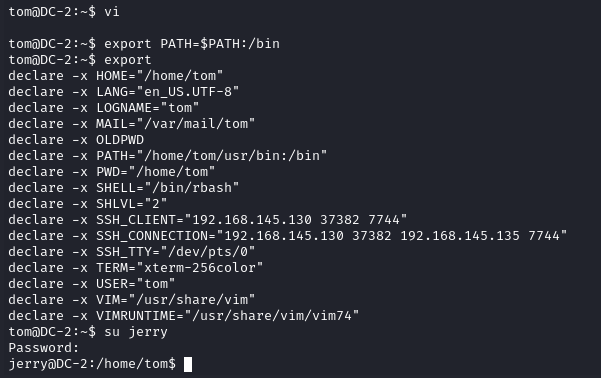 tom@DC-2:~$ vi
tom@DC-2:~$ export PATH=$PATH:/bin
tom@DC-2:~$ export
declare -x HOME="/home/tom"
declare -x LANG="en_US.UTF-8"
declare -x LOGNAME="tom"
declare -x MAIL="/var/mail/tom"
declare -x OLDPWD
declare -x PATH="/home/tom/usr/bin:/bin"
declare -x PWD="/home/tom"
declare -x SHELL="/bin/rbash"
declare -x SHLVL="2"
declare -x SSH_CLIENT="192.168.145.130 37382 7744"
declare -x SSH_CONNECTION="192.168.145.130 37382 192.168.145.135 7744"
declare -x SSH_TTY="/dev/pts/0"
declare -x TERM="xterm-256color"
declare -x USER="tom"
declare -x VIM="/usr/share/vim"
declare -x VIMRUNTIME="/usr/share/vim/vim74"
tom@DC-2:~$ su jerry
Password:
jerry@DC-2:/home/tom$